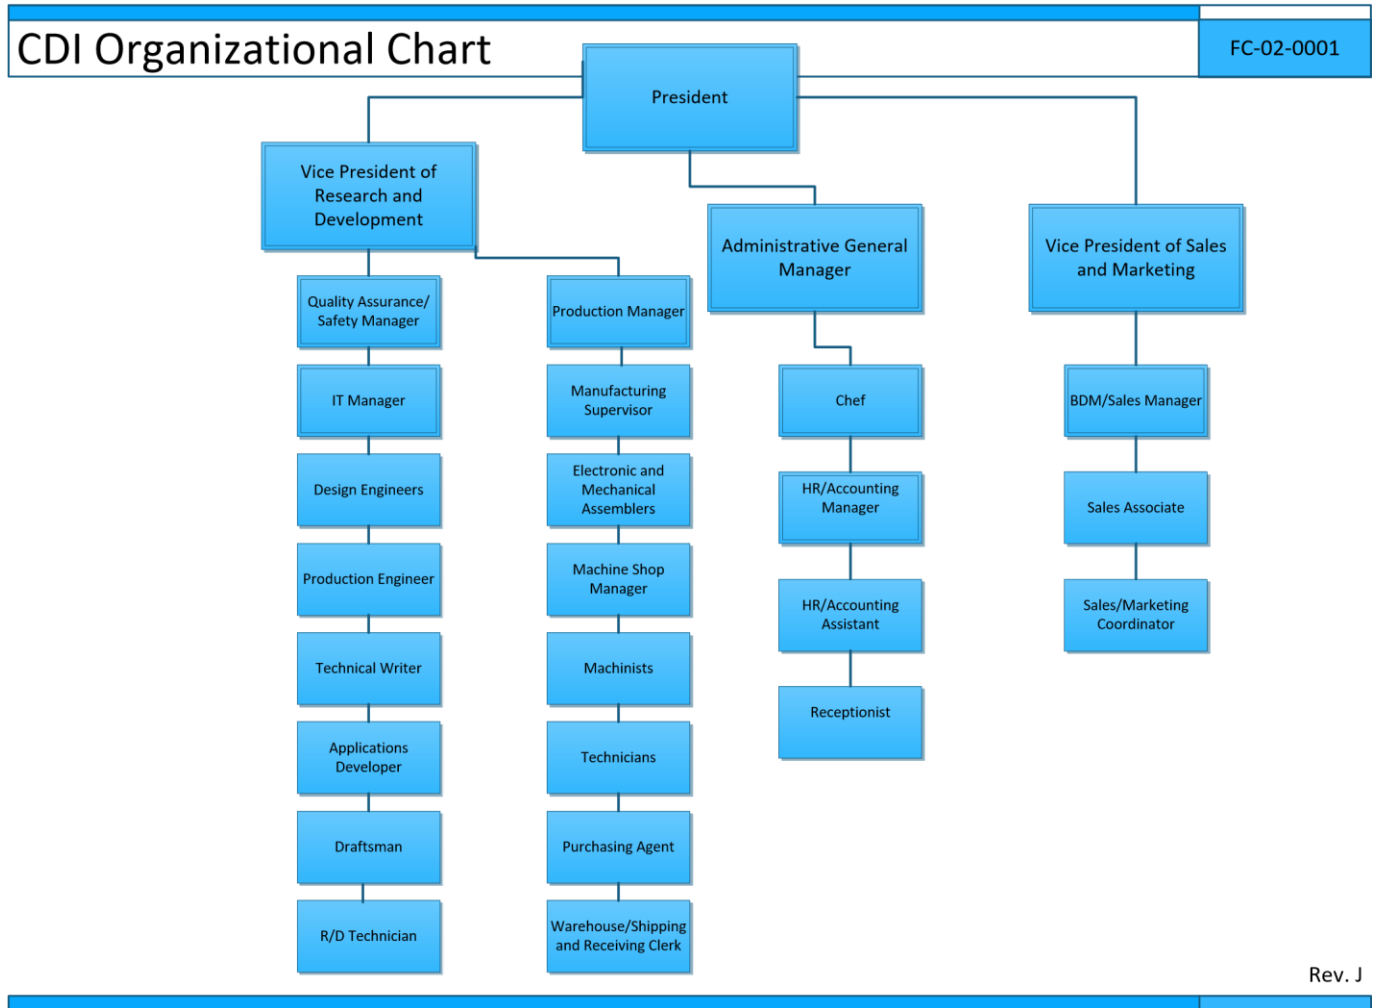 CDI Organizational Chart
FC-02-0001
President
Vice President of
Research and
Development
Administrative General
Manager
Vice President of Sales
and Marketing
Quality Assurance/
Safety Manager
IT Manager
Design Engineers
Production Engineer
Technical Writer
Applications
Developer
Draftsman
R/D Technician
Production Manager
Manufacturing
Supervisor
Electronic and
Mechanical
Assemblers
Machine Shop
Manager
Machinists
Technicians
Purchasing Agent
Warehouse/Shipping
and Receiving Clerk
Chef
HR/Accounting
Manager
HR/Accounting
Assistant
Receptionist
BDM/Sales Manager
Sales Associate
Sales/Marketing
Coordinator
Rev. J